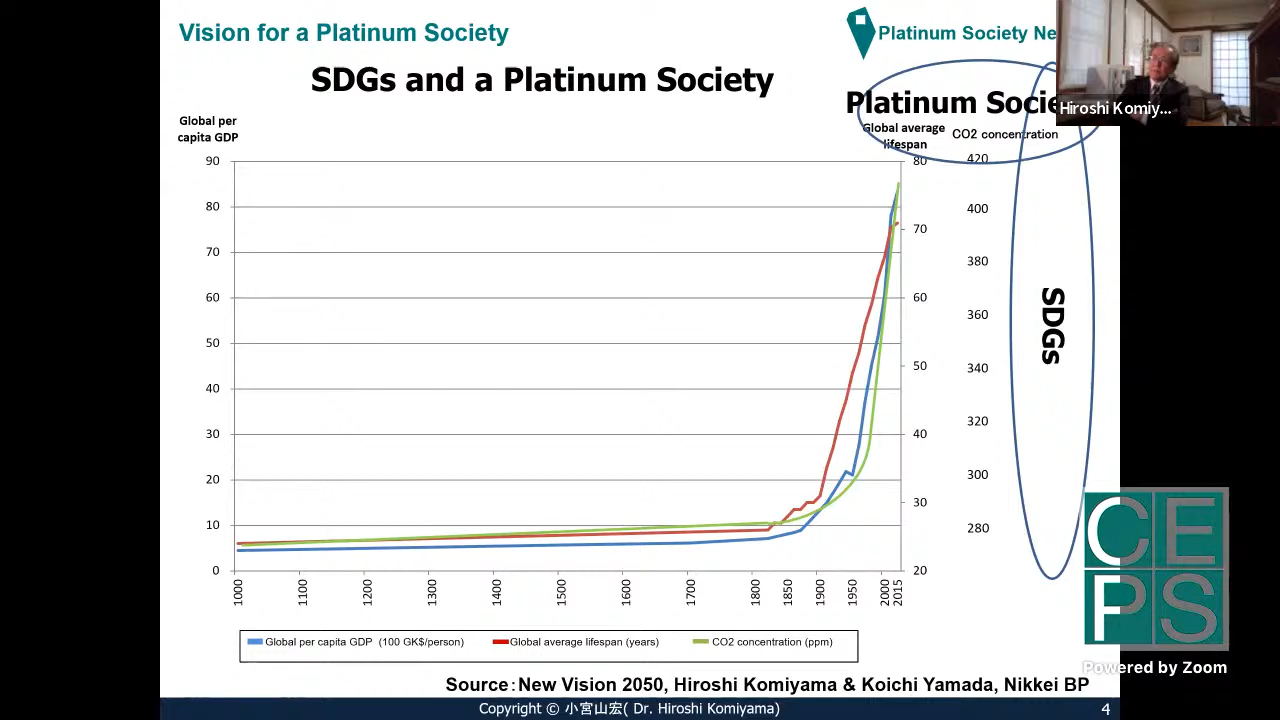 Vision for a Platinum Society
Platinum Society Ne
SDGs and a Platinum Society
Platinum Socie
Hiroshi Komiy...
Global per
capita GDP
Global average
lifespan
CO2 concentration
90
80
70
60
50
40
30
20
10
0
80
70
60
50
40
30
20
420
400
380
360
340
320
300
280
SDGs
1000
1100
1200
1300
1400
1500
1600
1700
1850
1900
1950
2000
2015
Global per capita GDP (100 GK$/person)
Global average lifespan (years)
CO2 concentration (ppm)
CE
PS
Powered by Zoom
Source:New Vision 2050, Hiroshi Komiyama & Koichi Yamada, Nikkei BP
Copyright © 小宮山宏( Dr. Hiroshi Komiyama)
4